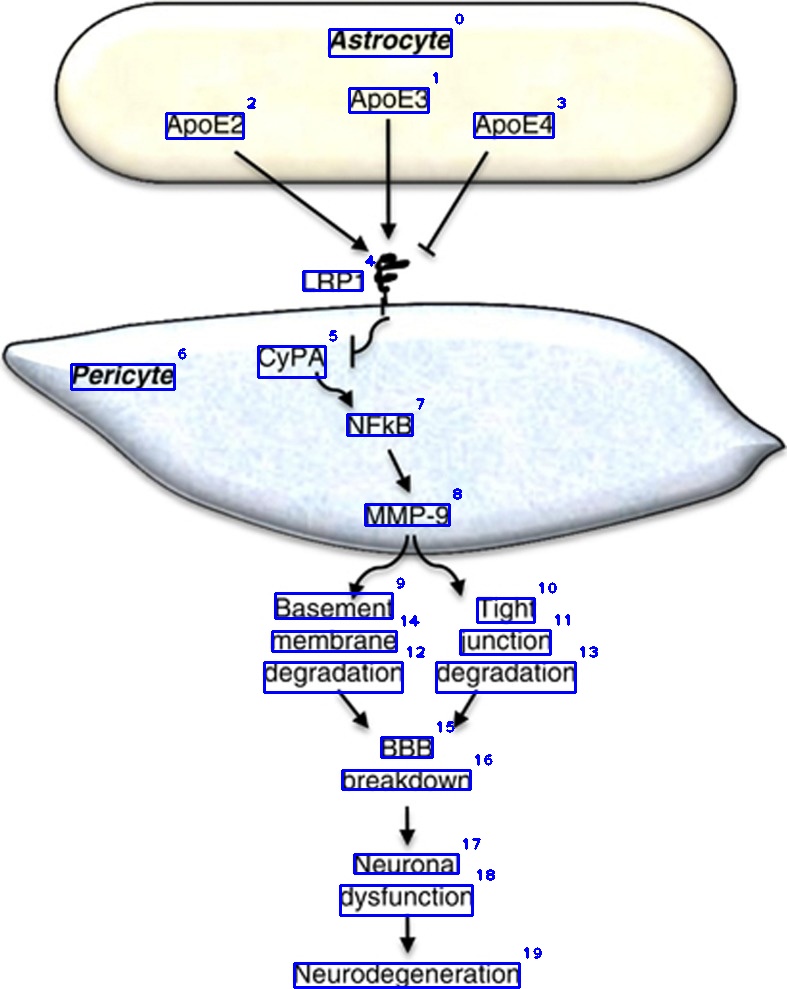 Astrocyte 0
1
ApoE3
2
ApoE2
3
ApoE4
4
LRP1
5
CyPA
6
Pericyte
7
NFkB
8
MMP-9
9
Basement
14
membrane
12
degradation
10
Tight
11
junction
13
degradation
15
BBB
16
breakdown
17
Neuronal
18
dysfunction
19
Neurodegeneration